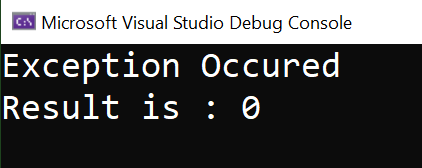 C:\
Microsoft Visual Studio Debug Console
Exception Occured
Result is : 0